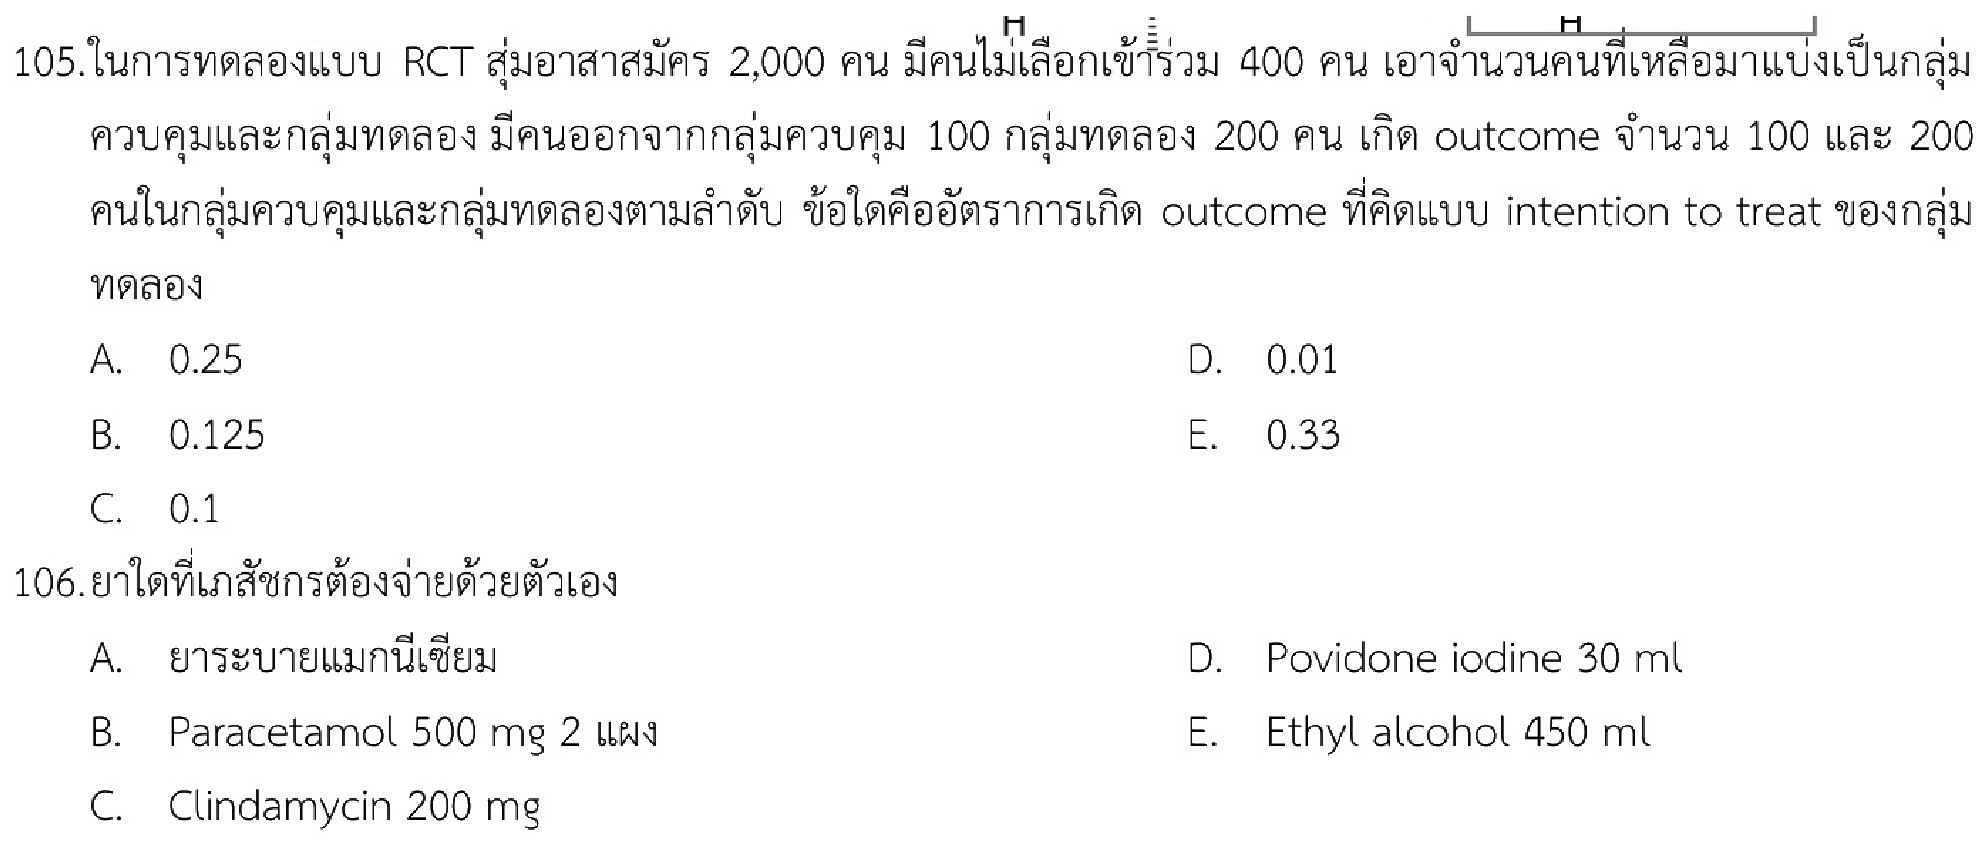 105.ในการทดลองแบบ RCT สุ่มอาสาสมัคร 2,000 คน มีคนไม่เลือกเข้าร่วม 400 คน เอาจำนวนคนที่เหลือมาแบ่งเป็นกลุ่ม
ควบคุมและกลุ่มทดลอง มีคนออกจากกลุ่มควบคุม 100 กลุ่มทดลอง 200 คน เกิด outcome จำนวน 100 และ 200
คนในกลุ่มควบคุมและกลุ่มทดลองตามลำดับ ข้อใดคืออัตราการเกิด outcome ที่คิดแบบ intention to treat ของกลุ่ม
ทดลอง
A. 0.25 D. 0.01
B. 0.125 E. 0.33
C. 0.1
106.ยาใดที่เภสัชกรต้องจ่ายด้วยตัวเอง
A. ยาระบายแมกนีเซียม D. Povidone iodine 30 ml
B. Paracetamol 500 mg 2 แผง E. Ethyl alcohol 450 ml
C. Clindamycin 200 mg